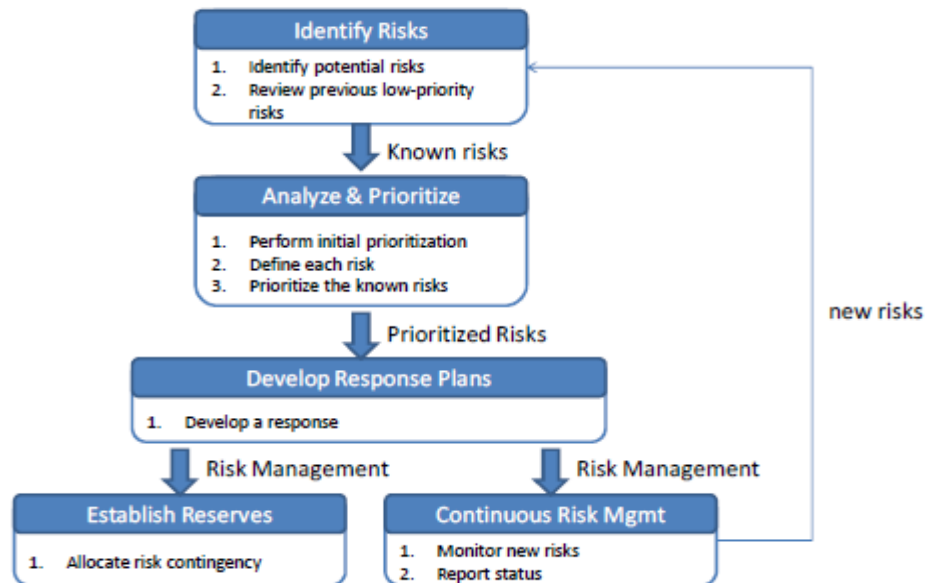 Identify Risks
1. Identify potential risks
2. Review previous low-priority
risks
Known risks
Analyze & Prioritize
1. Perform initial prioritization
2. Define each risk
3. Prioritize the known risks
new risks
Prioritized Risks
Develop Response Plans
1. Develop a response
Risk Management
Risk Management
Establish Reserves
1. Allocate risk contingency
Continuous Risk Mgmt
1. Monitor new risks
2. Report status